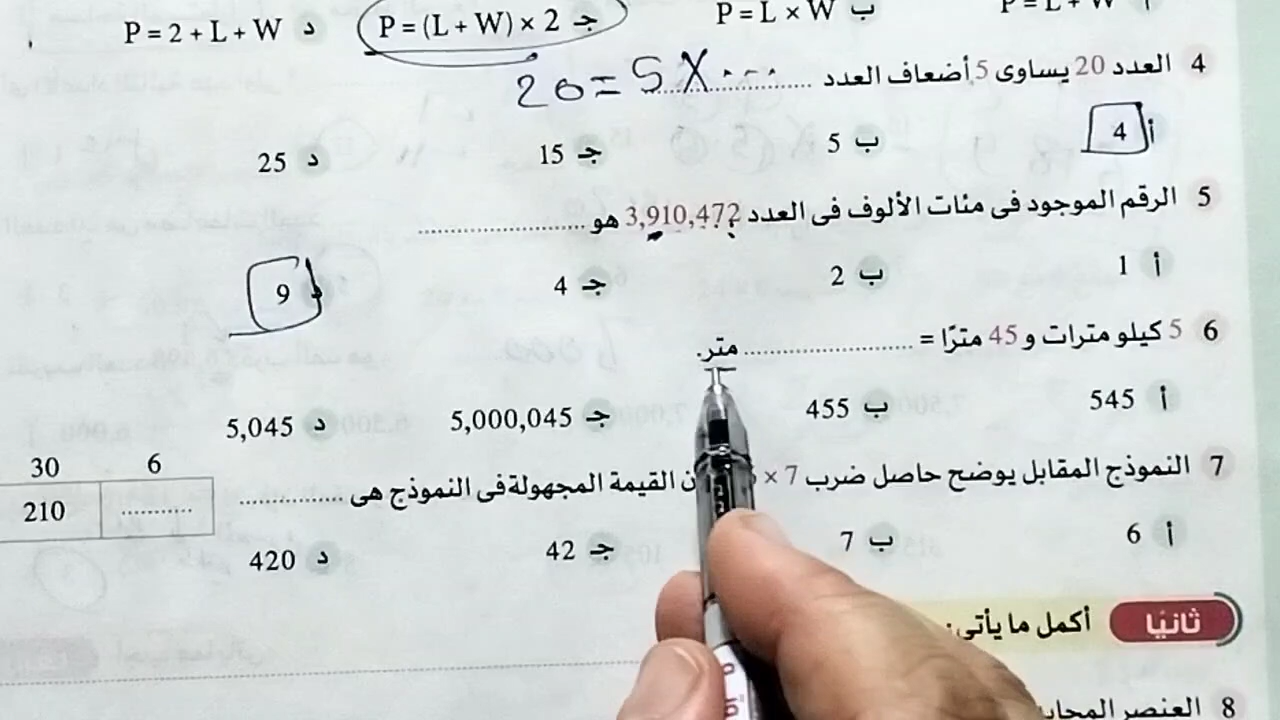 P = L × W ب جـ P = (L + W) × 2 د P = 2 + L + W
4 العدد 20 يساوى 5 أضعاف العدد ..................
20 = 5 X ...
أ 4 ب 5 جـ 15 د 25
5 الرقم الموجود فى مئات الألوف فى العدد 3,910,472 هو ..................
أ 1 ب 2 جـ 4 د 9
6 5 كيلو مترات و 45 مترًا = .................. متر.
أ 545 ب 455 جـ 5,000,045 د 5,045
7 النموذج المقابل يوضح حاصل ضرب 7 × القيمة المجهولة فى النموذج هى ..................
30 6
210 ..........
أ 6 ب 7 جـ 42 د 420
ثانيًا أكمل ما يأتى:
8 العنصر